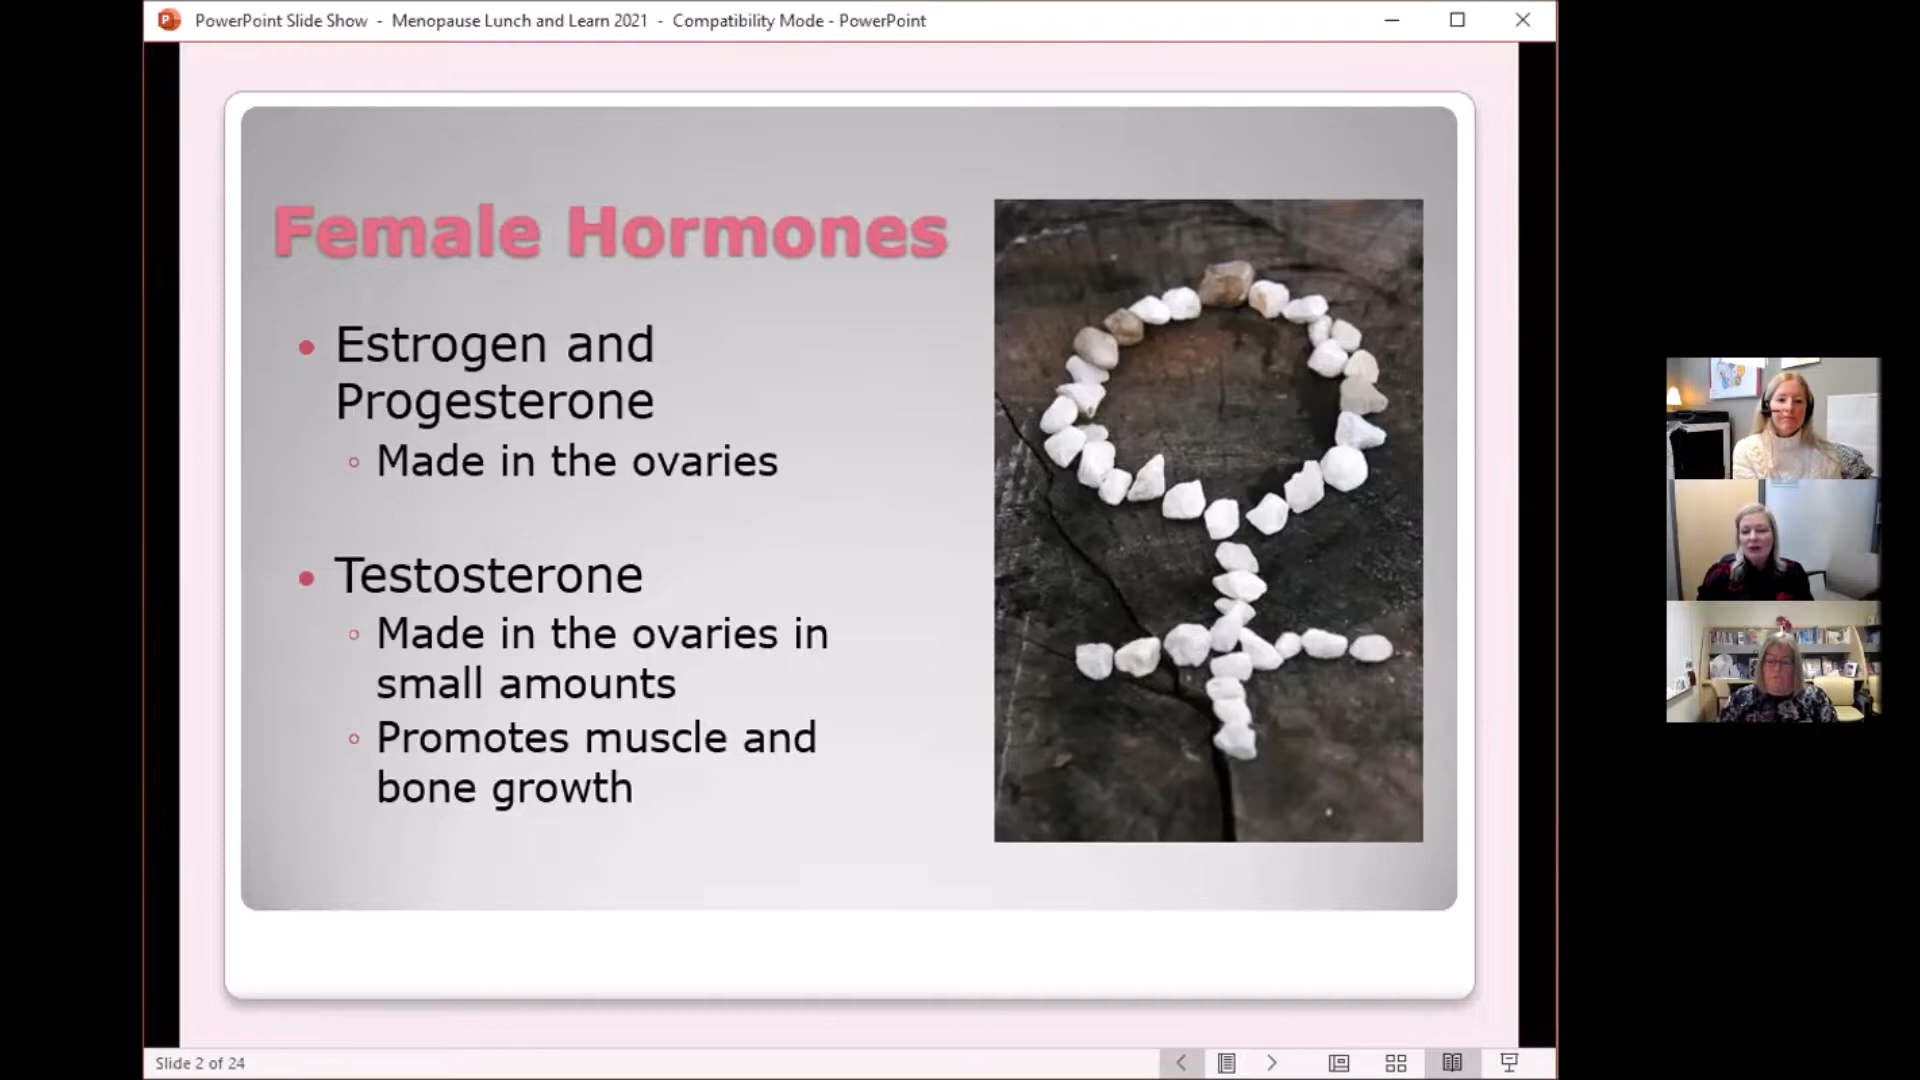 PowerPoint Slide Show - Menopause Lunch and Learn 2021 - Compatibility Mode - PowerPoint
Female Hormones
Estrogen and
Progesterone
Made in the ovaries
Testosterone
Made in the ovaries in
small amounts
Promotes muscle and
bone growth
Slide 2 of 24